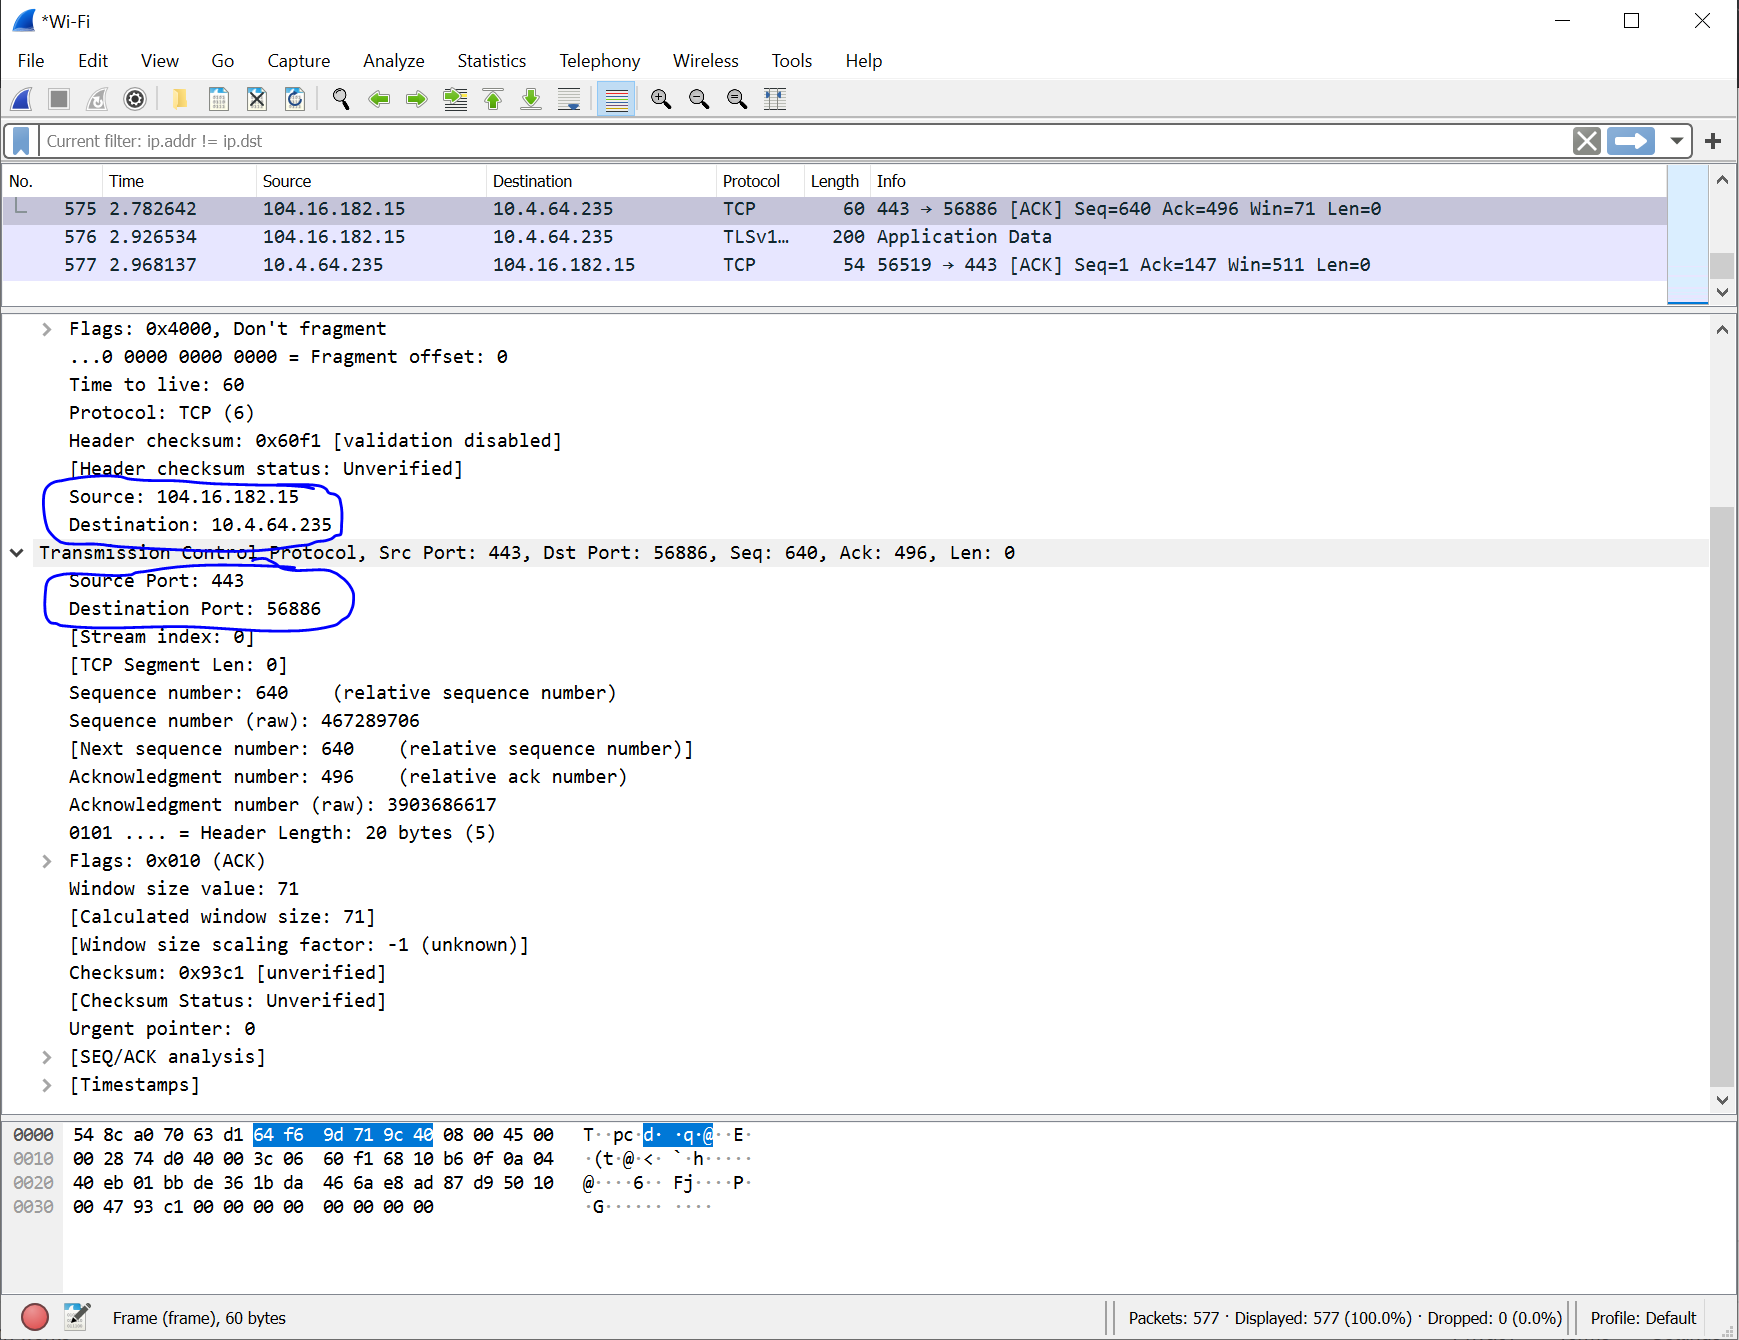 *Wi-Fi
File Edit View Go Capture Analyze Statistics Telephony Wireless Tools Help
Current filter: ip.addr != ip.dst
No. Time Source Destination Protocol Length Info
575 2.782642 104.16.182.15 10.4.64.235 TCP 60 443 → 56886 [ACK] Seq=640 Ack=496 Win=71 Len=0
576 2.926534 104.16.182.15 10.4.64.235 TLSv1… 200 Application Data
577 2.968137 10.4.64.235 104.16.182.15 TCP 54 56519 → 443 [ACK] Seq=1 Ack=147 Win=511 Len=0
Flags: 0x4000, Don't fragment
...0 0000 0000 0000 = Fragment offset: 0
Time to live: 60
Protocol: TCP (6)
Header checksum: 0x60f1 [validation disabled]
[Header checksum status: Unverified]
Source: 104.16.182.15
Destination: 10.4.64.235
Transmission Control Protocol, Src Port: 443, Dst Port: 56886, Seq: 640, Ack: 496, Len: 0
Source Port: 443
Destination Port: 56886
[Stream index: 0]
[TCP Segment Len: 0]
Sequence number: 640 (relative sequence number)
Sequence number (raw): 467289706
[Next sequence number: 640 (relative sequence number)]
Acknowledgment number: 496 (relative ack number)
Acknowledgment number (raw): 3903686617
0101 .... = Header Length: 20 bytes (5)
Flags: 0x010 (ACK)
Window size value: 71
[Calculated window size: 71]
[Window size scaling factor: -1 (unknown)]
Checksum: 0x93c1 [unverified]
[Checksum Status: Unverified]
Urgent pointer: 0
[SEQ/ACK analysis]
[Timestamps]
0000 54 8c a0 70 63 d1 64 f6 9d 71 9c 40 08 00 45 00 T··pc·d· ·q·@··E·
0010 00 28 74 d0 40 00 3c 06 60 f1 68 10 b6 0f 0a 04 ·(t·@·<· `·h·····
0020 40 eb 01 bb de 36 1b da 46 6a e8 ad 87 d9 50 10 @····6·· Fj····P·
0030 00 47 93 c1 00 00 00 00 00 00 00 00 ·G······ ····
Frame (frame), 60 bytes
Packets: 577 · Displayed: 577 (100.0%) · Dropped: 0 (0.0%)
Profile: Default